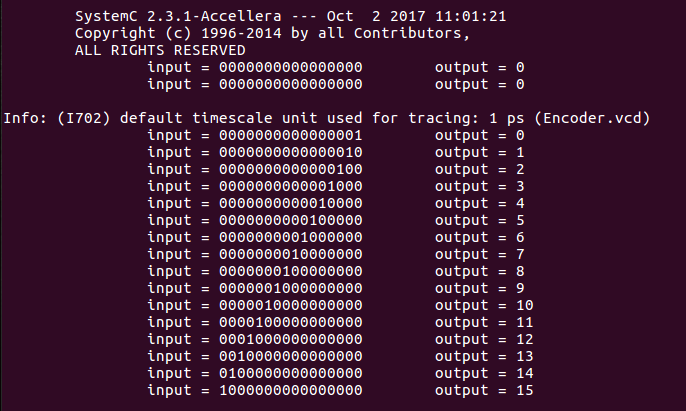 SystemC 2.3.1-Accellera --- Oct  2 2017 11:01:21
Copyright (c) 1996-2014 by all Contributors,
ALL RIGHTS RESERVED
input = 0000000000000000 output = 0
input = 0000000000000000 output = 0
Info: (I702) default timescale unit used for tracing: 1 ps (Encoder.vcd)
input = 0000000000000001 output = 0
input = 0000000000000010 output = 1
input = 0000000000000100 output = 2
input = 0000000000001000 output = 3
input = 0000000000010000 output = 4
input = 0000000000100000 output = 5
input = 0000000001000000 output = 6
input = 0000000010000000 output = 7
input = 0000000100000000 output = 8
input = 0000001000000000 output = 9
input = 0000010000000000 output = 10
input = 0000100000000000 output = 11
input = 0001000000000000 output = 12
input = 0010000000000000 output = 13
input = 0100000000000000 output = 14
input = 1000000000000000 output = 15